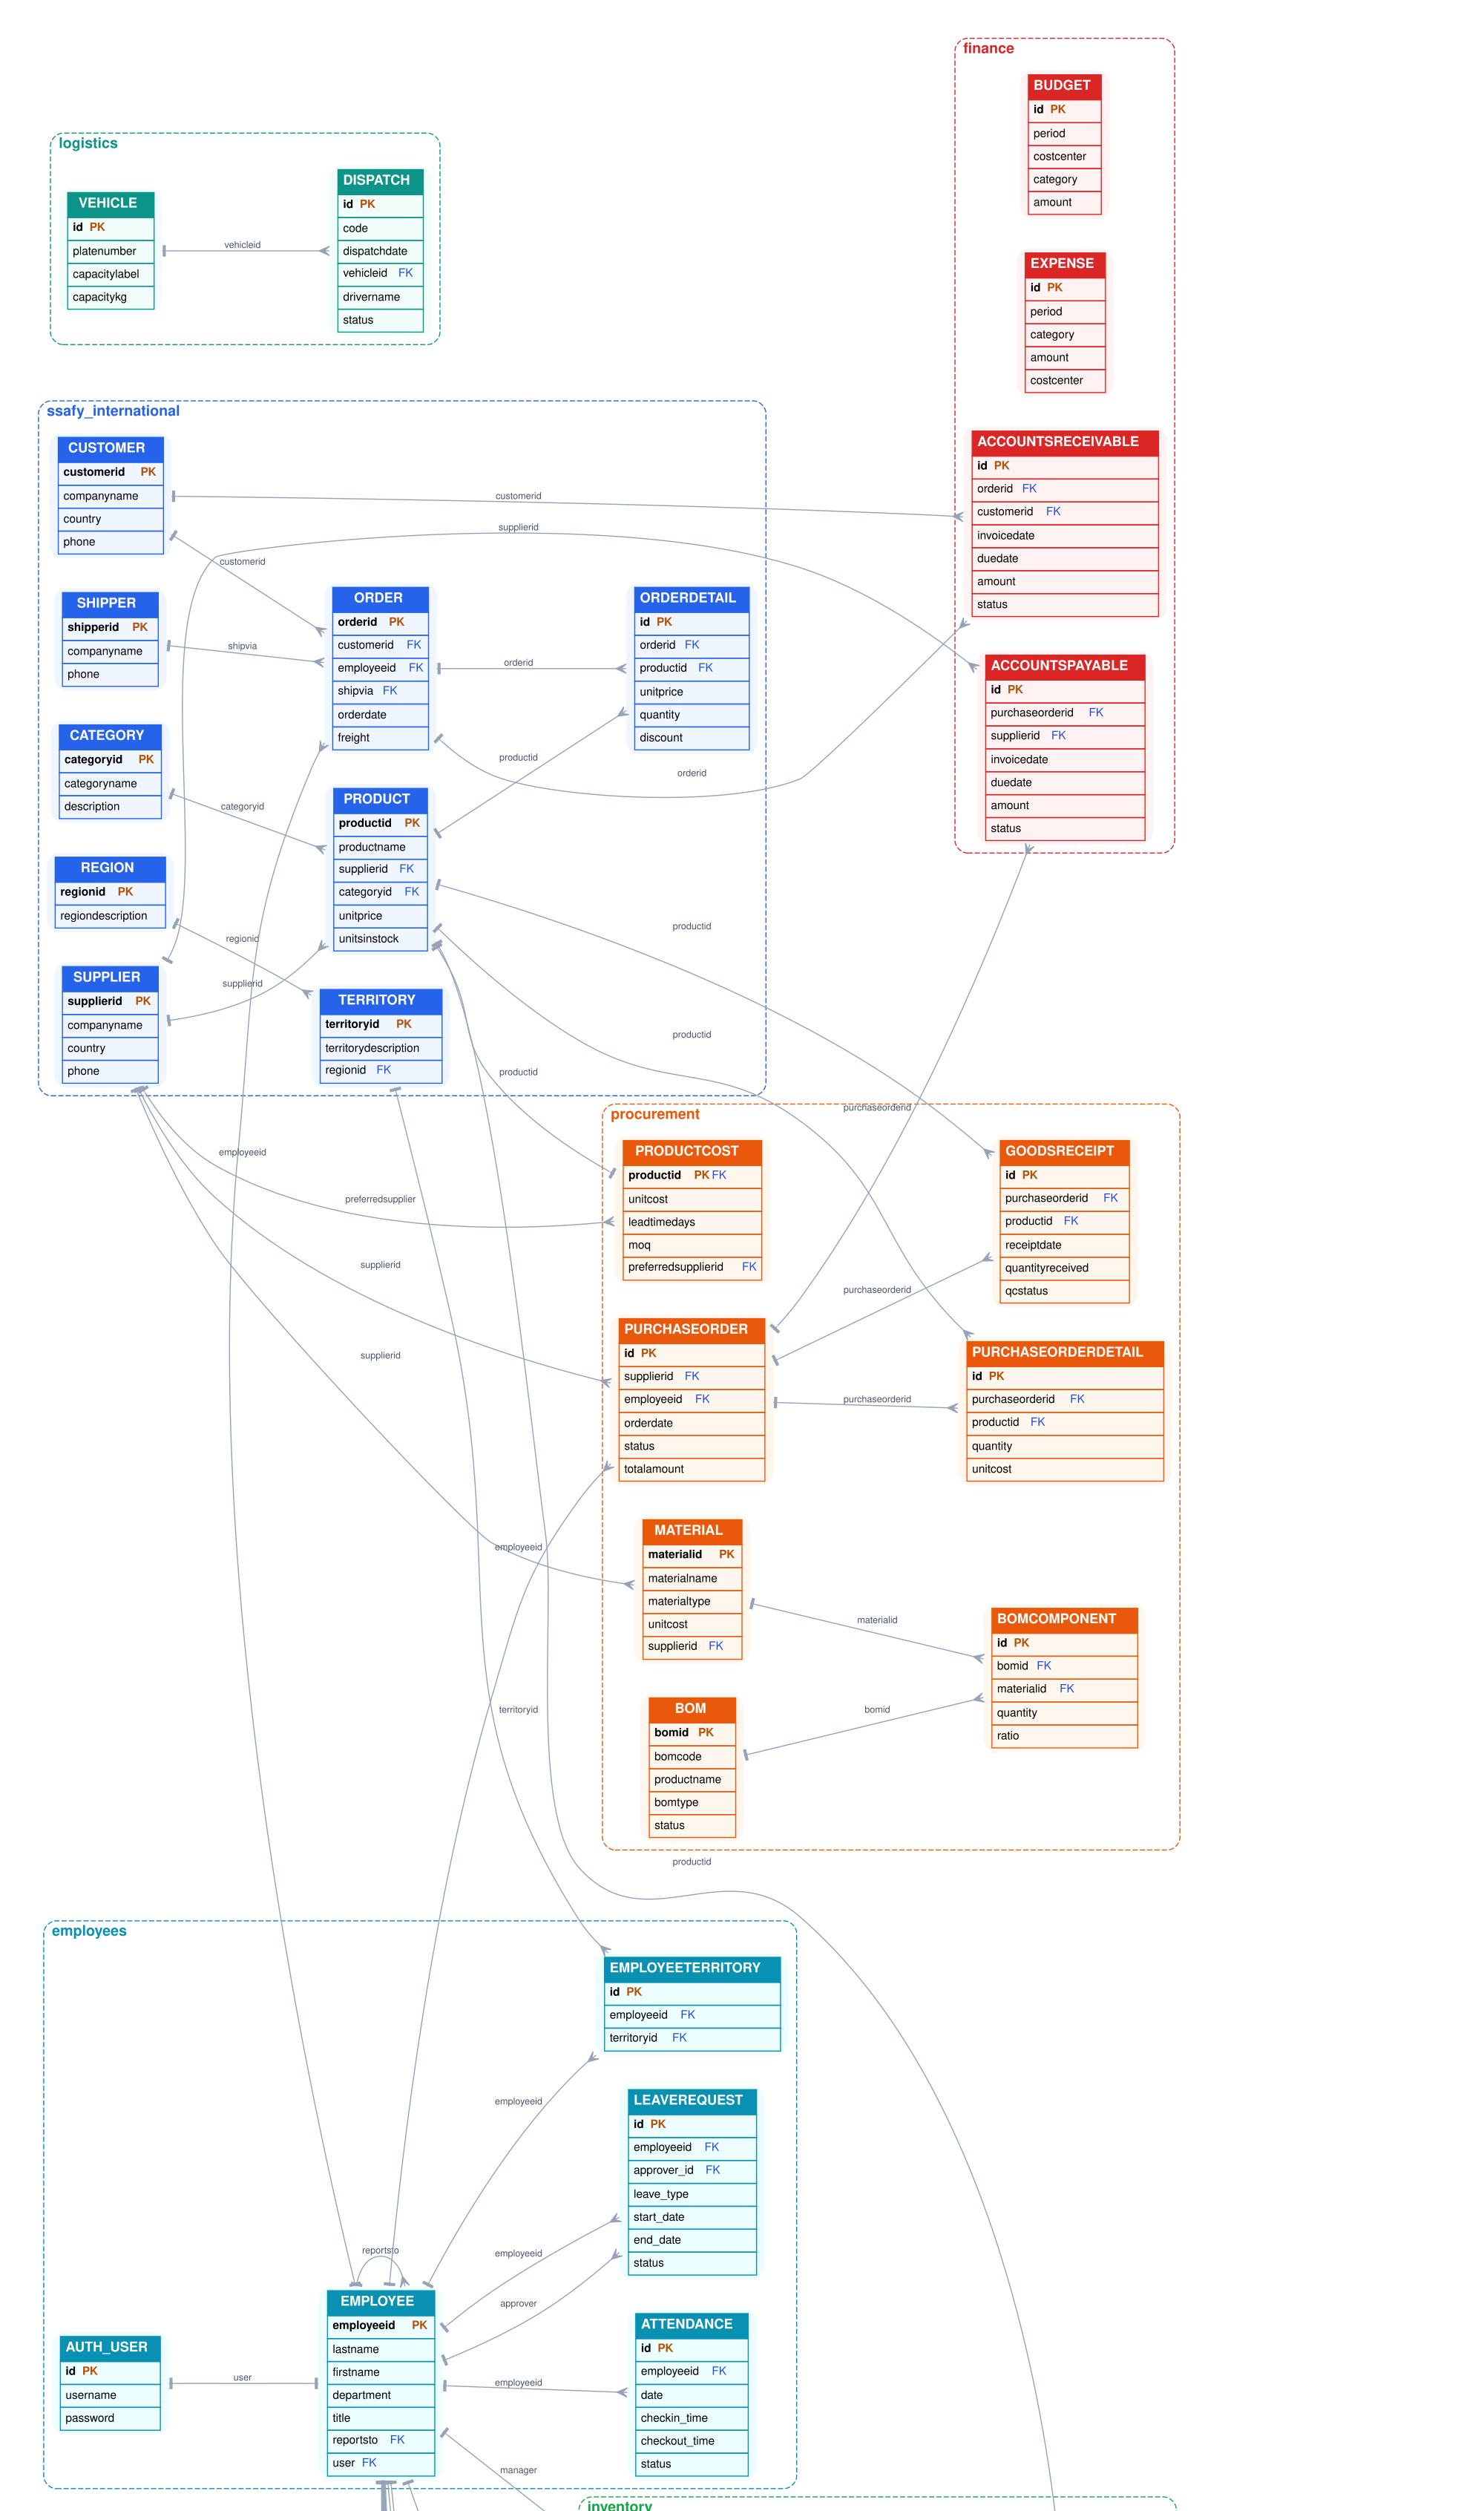 finance
BUDGET
id PK
period
costcenter
category
amount
EXPENSE
id PK
period
category
amount
costcenter
ACCOUNTSRECEIVABLE
id PK
orderid FK
customerid FK
invoicedate
duedate
amount
status
ACCOUNTSPAYABLE
id PK
purchaseorderid FK
supplierid FK
invoicedate
duedate
amount
status
logistics
VEHICLE
id PK
platenumber
capacitylabel
capacitykg
vehicleid
DISPATCH
id PK
code
dispatchdate
vehicleid FK
drivername
status
ssafy_international
CUSTOMER
customerid PK
companyname
country
phone
customerid
supplierid
customerid
SHIPPER
shipperid PK
companyname
phone
shipvia
ORDER
orderid PK
customerid FK
employeeid FK
shipvia FK
orderdate
freight
orderid
ORDERDETAIL
id PK
orderid FK
productid FK
unitprice
quantity
discount
productid
orderid
CATEGORY
categoryid PK
categoryname
description
categoryid
PRODUCT
productid PK
productname
supplierid FK
categoryid FK
unitprice
unitsinstock
REGION
regionid PK
regiondescription
regionid
productid
SUPPLIER
supplierid PK
companyname
country
phone
supplierid
TERRITORY
territoryid PK
territorydescription
regionid FK
productid
productid
purchaseorderid
employeeid
preferredsupplier
supplierid
supplierid
procurement
PRODUCTCOST
productid PK FK
unitcost
leadtimedays
moq
preferredsupplierid FK
GOODSRECEIPT
id PK
purchaseorderid FK
productid FK
receiptdate
quantityreceived
qcstatus
purchaseorderid
PURCHASEORDER
id PK
supplierid FK
employeeid FK
orderdate
status
totalamount
purchaseorderid
PURCHASEORDERDETAIL
id PK
purchaseorderid FK
productid FK
quantity
unitcost
employeeid
MATERIAL
materialid PK
materialname
materialtype
unitcost
supplierid FK
materialid
BOMCOMPONENT
id PK
bomid FK
materialid FK
quantity
ratio
territoryid
BOM
bomid PK
bomcode
productname
bomtype
status
bomid
productid
employees
EMPLOYEETERRITORY
id PK
employeeid FK
territoryid FK
employeeid
LEAVEREQUEST
id PK
employeeid FK
approver_id FK
leave_type
start_date
end_date
status
reportsto
employeeid
approver
EMPLOYEE
employeeid PK
lastname
firstname
department
title
reportsto FK
user FK
AUTH_USER
id PK
username
password
user
employeeid
ATTENDANCE
id PK
employeeid FK
date
checkin_time
checkout_time
status
manager
inventory